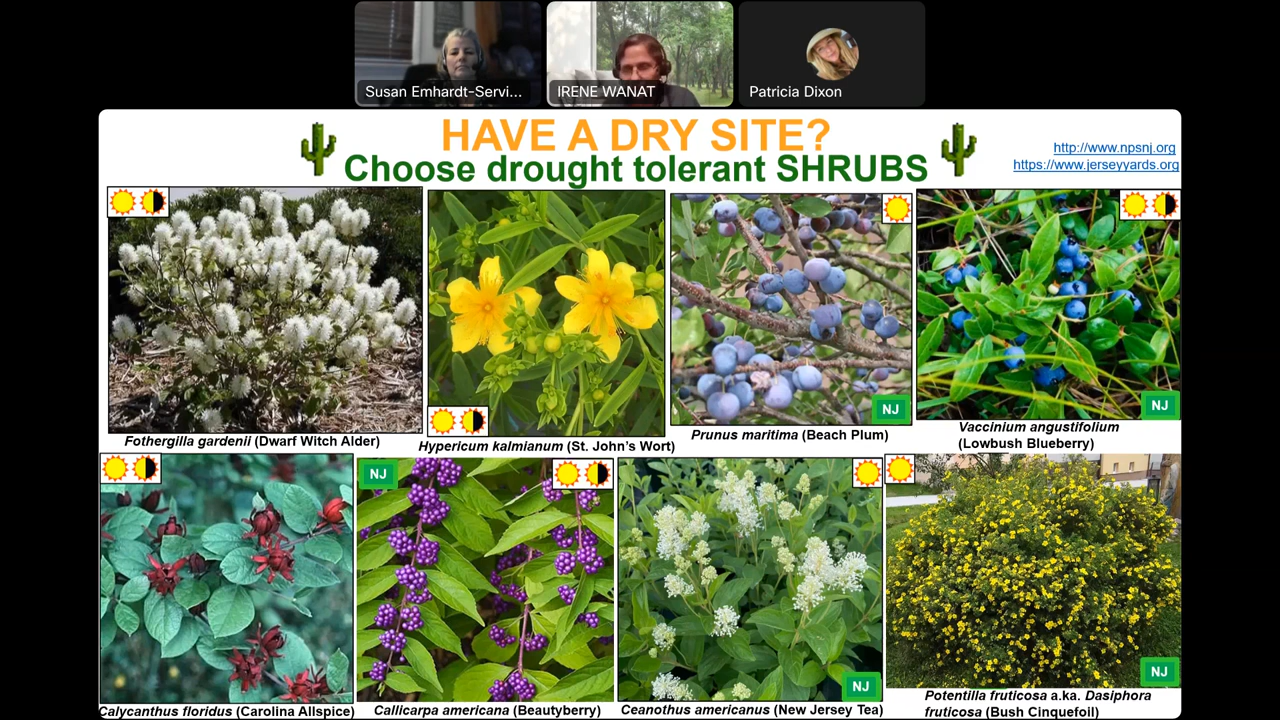 Susan Emhardt-Servi...
IRENE WANAT
Patricia Dixon
HAVE A DRY SITE?
Choose drought tolerant SHRUBS
http://www.npsnj.org
https://www.jerseyyards.org
NJ
NJ
Fothergilla gardenii (Dwarf Witch Alder)
Hypericum kalmianum (St. John's Wort)
Prunus maritima (Beach Plum)
Vaccinium angustifolium
(Lowbush Blueberry)
NJ
NJ
NJ
Calycanthus floridus (Carolina Allspice)
Callicarpa americana (Beautyberry)
Ceanothus americanus (New Jersey Tea)
Potentilla fruticosa a.ka. Dasiphora
fruticosa (Bush Cinquefoil)